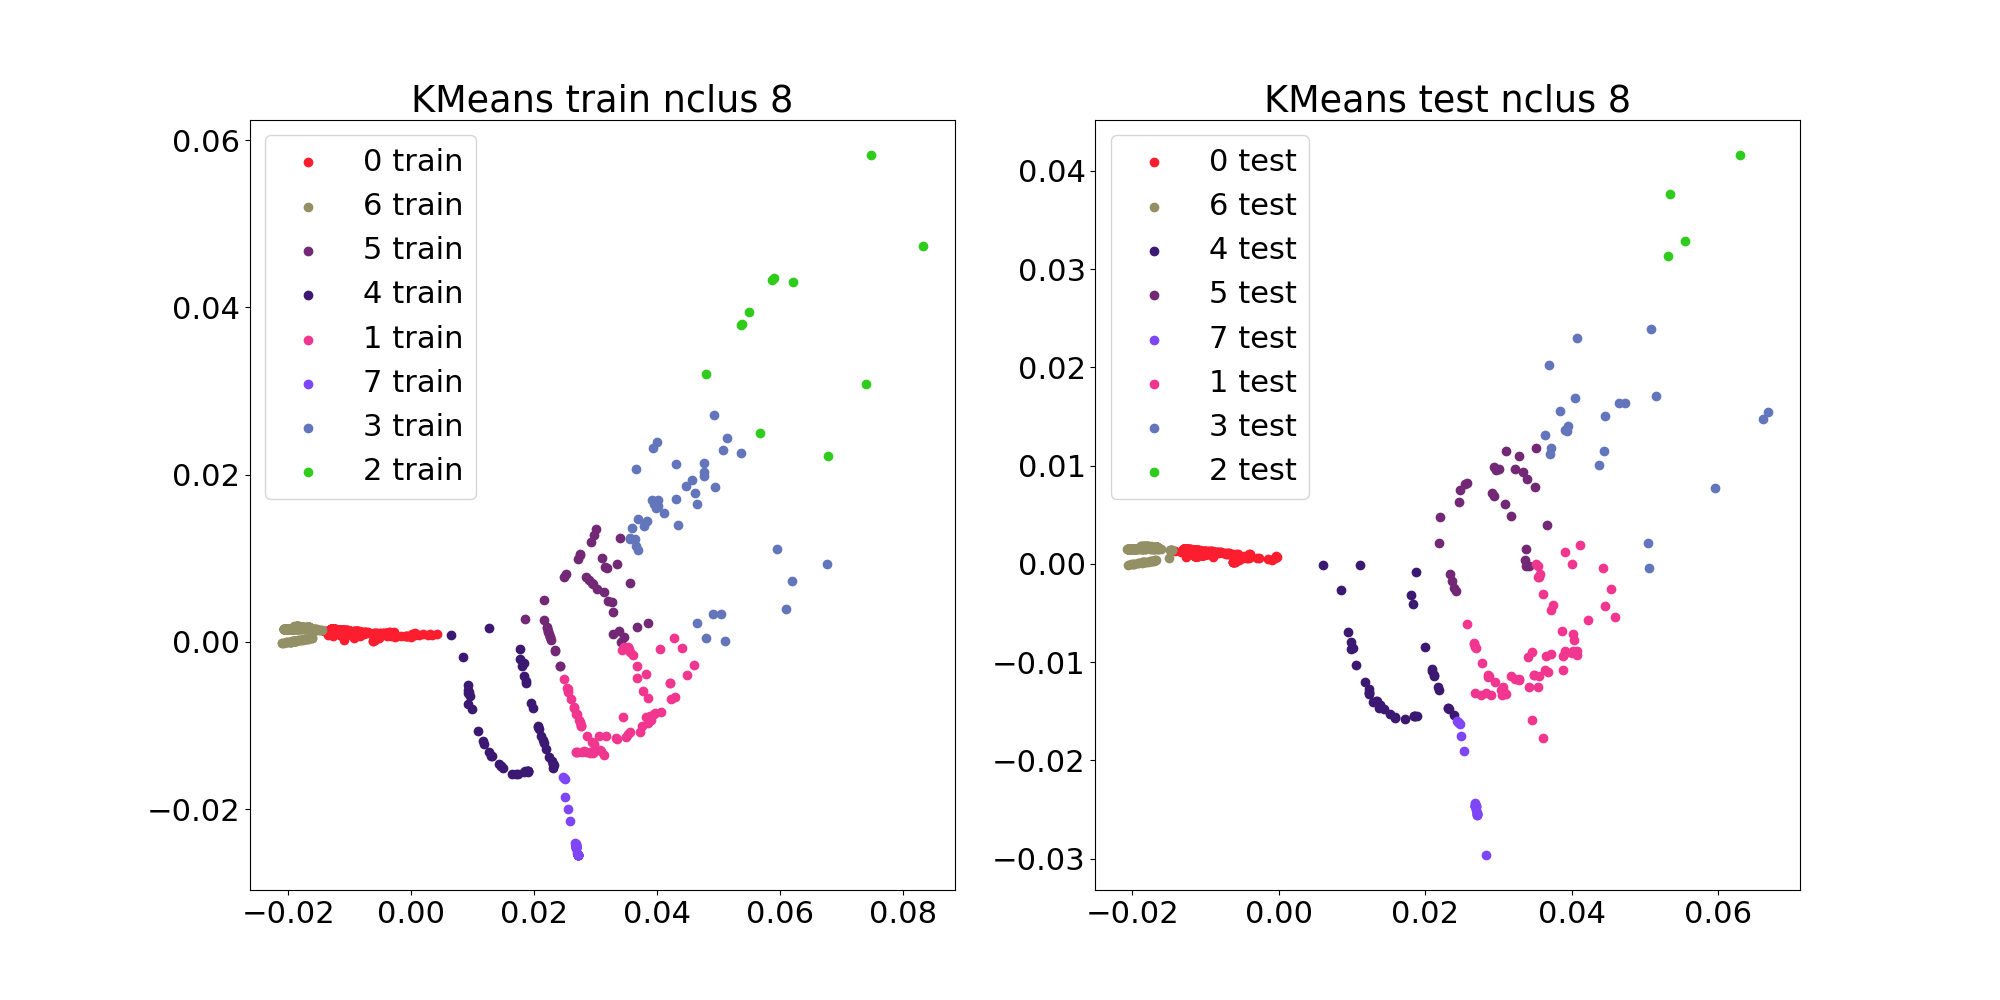 KMeans train nclus 8
0.06
0.04
0.02
0.00
−0.02
−0.02 0.00 0.02 0.04 0.06 0.08
0 train
6 train
5 train
4 train
1 train
7 train
3 train
2 train
KMeans test nclus 8
0.04
0.03
0.02
0.01
0.00
−0.01
−0.02
−0.03
−0.02 0.00 0.02 0.04 0.06
0 test
6 test
4 test
5 test
7 test
1 test
3 test
2 test